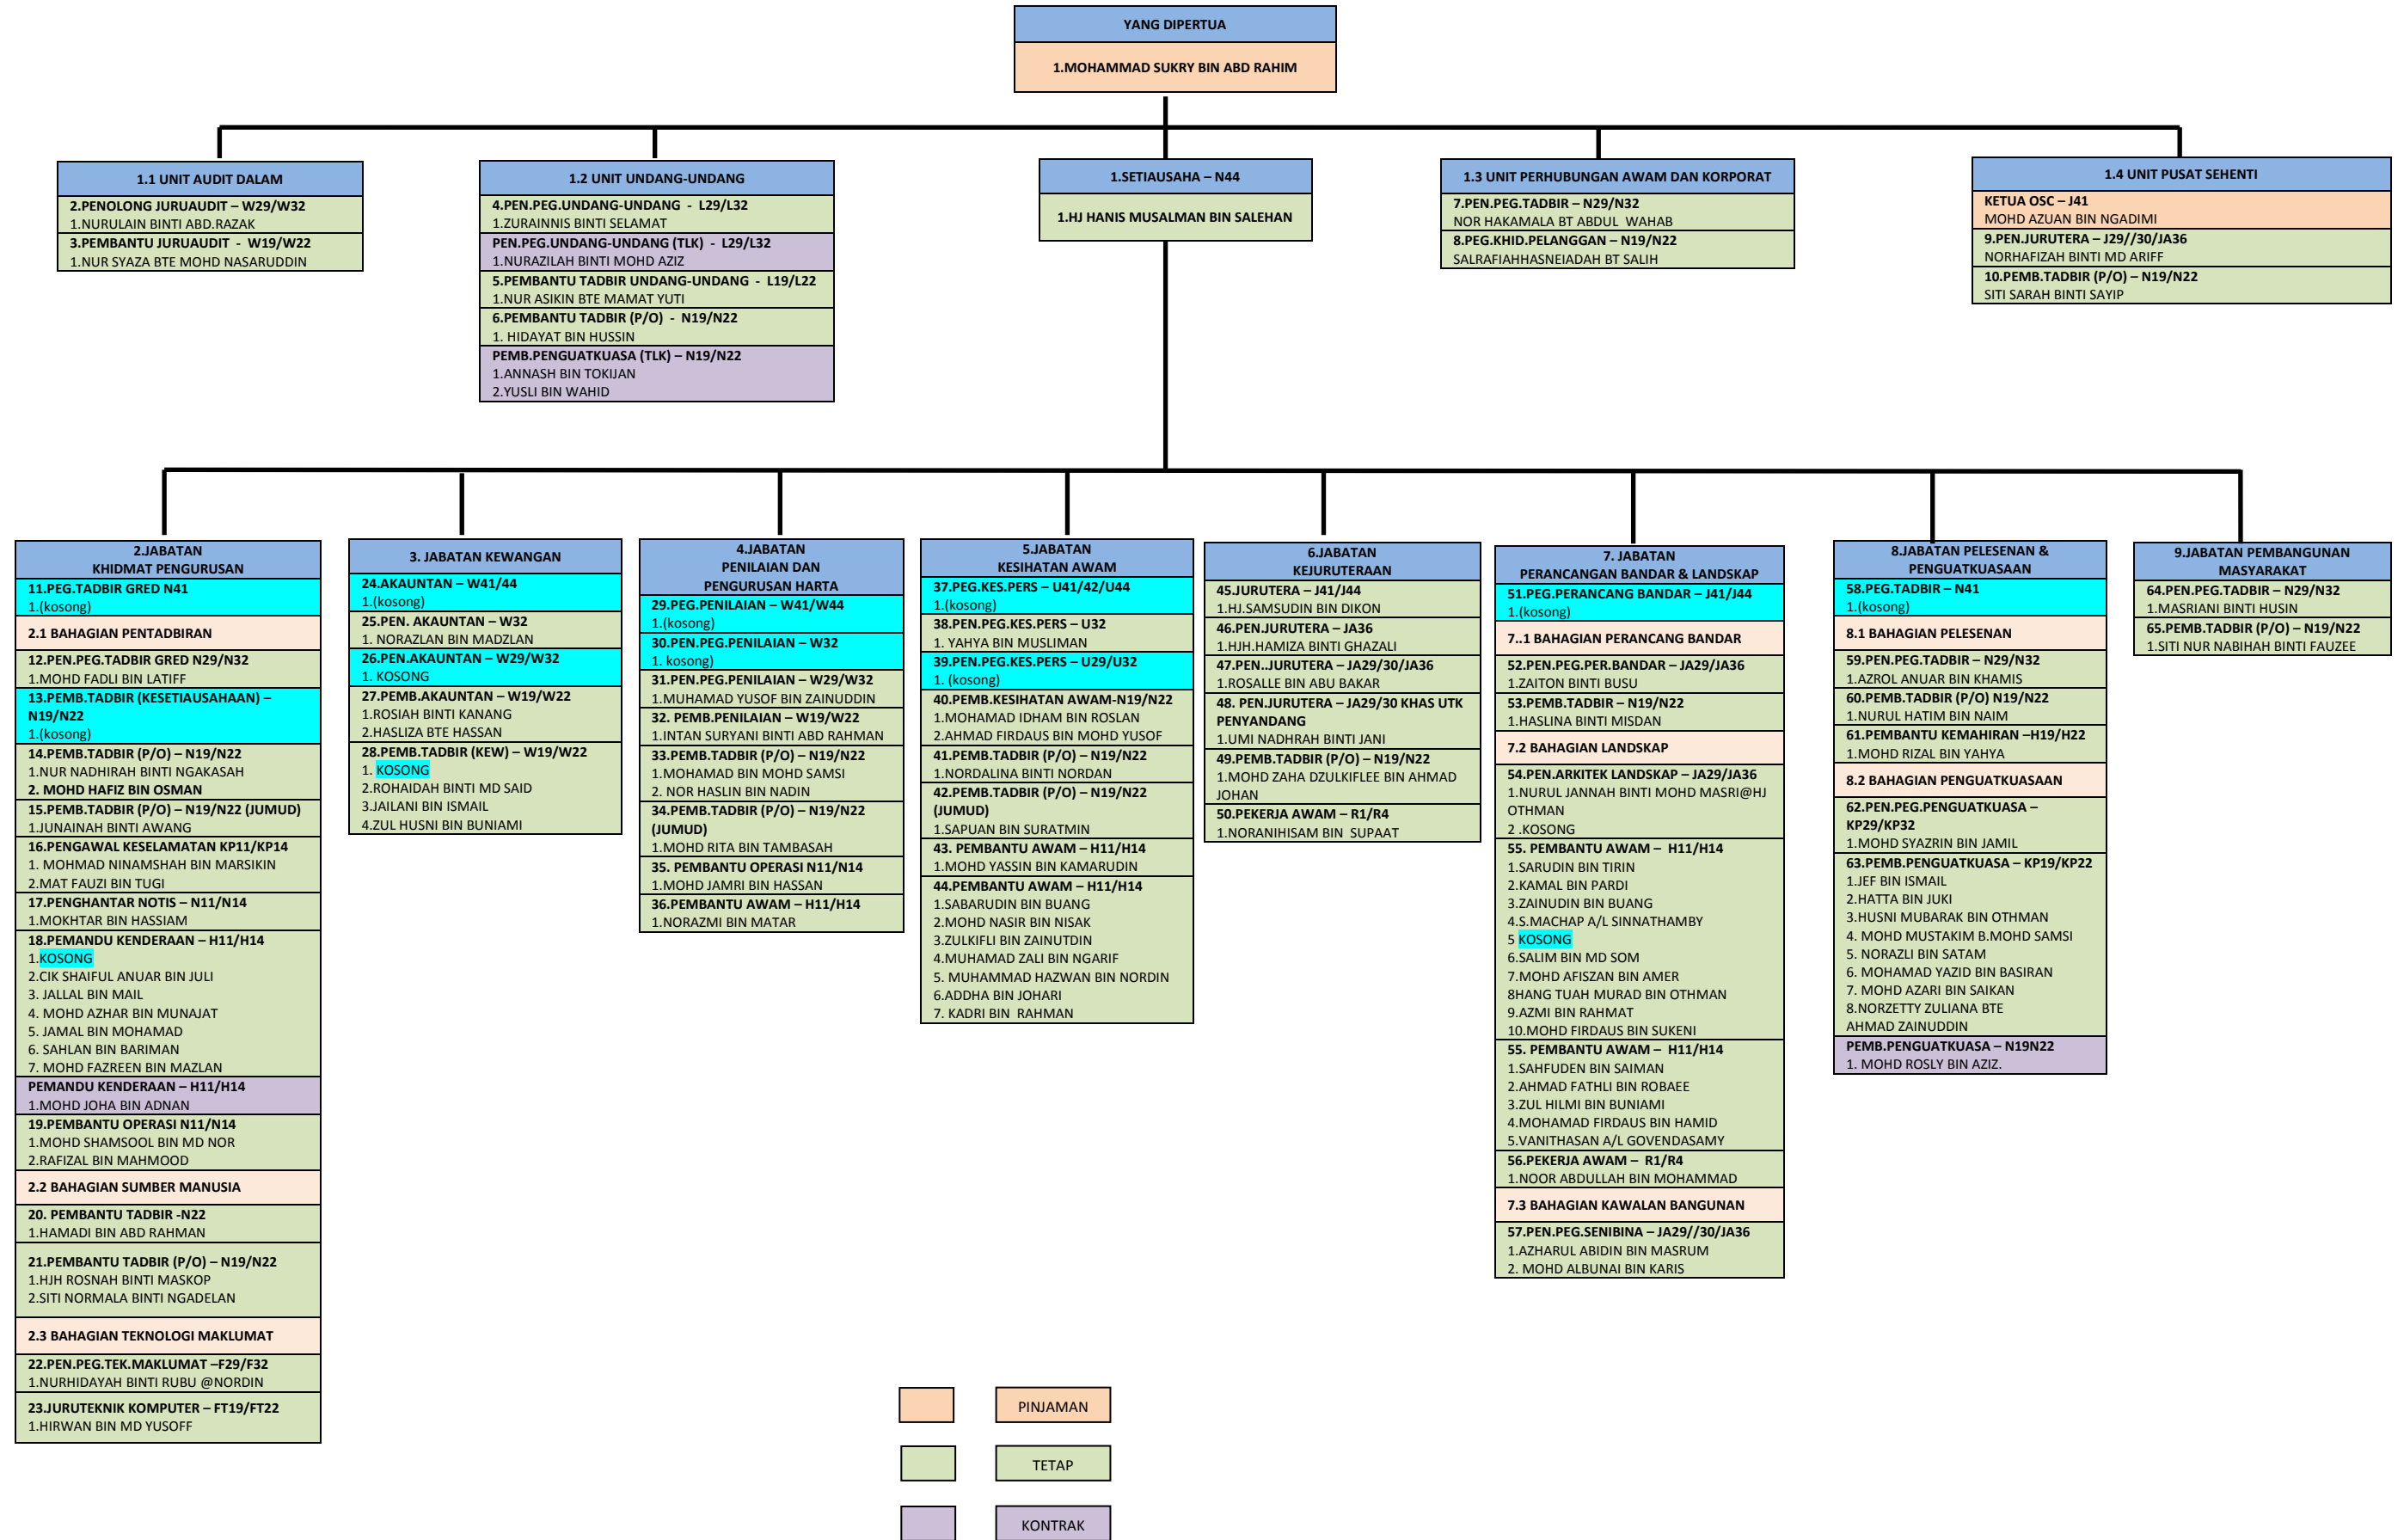 YANG DIPERTUA
1.MOHAMMAD SUKRY BIN ABD RAHIM
1.1 UNIT AUDIT DALAM
2.PENOLONG JURUAUDIT – W29/W32
1.NURULAIN BINTI ABD.RAZAK
3.PEMBANTU JURUAUDIT - W19/W22
1.NUR SYAZA BTE MOHD NASARUDDIN
1.2 UNIT UNDANG-UNDANG
4.PEN.PEG.UNDANG-UNDANG - L29/L32
1.ZURAINNIS BINTI SELAMAT
PEN.PEG.UNDANG-UNDANG (TLK) - L29/L32
1.NURAZILAH BINTI MOHD AZIZ
5.PEMBANTU TADBIR UNDANG-UNDANG - L19/L22
1.NUR ASIKIN BTE MAMAT YUTI
6.PEMBANTU TADBIR (P/O) - N19/N22
1. HIDAYAT BIN HUSSIN
PEMB.PENGUATKUASA (TLK) – N19/N22
1.ANNASH BIN TOKIJAN
2.YUSLI BIN WAHID
1.SETIAUSAHA – N44
1.HJ HANIS MUSALMAN BIN SALEHAN
1.3 UNIT PERHUBUNGAN AWAM DAN KORPORAT
7.PEN.PEG.TADBIR – N29/N32
NOR HAKAMALA BT ABDUL WAHAB
8.PEG.KHID.PELANGGAN – N19/N22
SALRAFIAHHASNEIADAH BT SALIH
1.4 UNIT PUSAT SEHENTI
KETUA OSC – J41
MOHD AZUAN BIN NGADIMI
9.PEN.JURUTERA – J29//30/JA36
NORHAFIZAH BINTI MD ARIFF
10.PEMB.TADBIR (P/O) – N19/N22
SITI SARAH BINTI SAYIP
2.JABATAN
KHIDMAT PENGURUSAN
11.PEG.TADBIR GRED N41
1.(kosong)
2.1 BAHAGIAN PENTADBIRAN
12.PEN.PEG.TADBIR GRED N29/N32
1.MOHD FADLI BIN LATIFF
13.PEMB.TADBIR (KESETIAUSAHAAN) –
N19/N22
1.(kosong)
14.PEMB.TADBIR (P/O) – N19/N22
1.NUR NADHIRAH BINTI NGAKASAH
2. MOHD HAFIZ BIN OSMAN
15.PEMB.TADBIR (P/O) – N19/N22 (JUMUD)
1.JUNAINAH BINTI AWANG
16.PENGAWAL KESELAMATAN KP11/KP14
1. MOHMAD NINAMSHAH BIN MARSIKIN
2.MAT FAUZI BIN TUGI
17.PENGHANTAR NOTIS – N11/N14
1.MOKHTAR BIN HASSIAM
18.PEMANDU KENDERAAN – H11/H14
1.KOSONG
2.CIK SHAIFUL ANUAR BIN JULI
3. JALLAL BIN MAIL
4. MOHD AZHAR BIN MUNAJAT
5. JAMAL BIN MOHAMAD
6. SAHLAN BIN BARIMAN
7. MOHD FAZREEN BIN MAZLAN
PEMANDU KENDERAAN – H11/H14
1.MOHD JOHA BIN ADNAN
19.PEMBANTU OPERASI N11/N14
1.MOHD SHAMSOOL BIN MD NOR
2.RAFIZAL BIN MAHMOOD
2.2 BAHAGIAN SUMBER MANUSIA
20. PEMBANTU TADBIR -N22
1.HAMADI BIN ABD RAHMAN
21.PEMBANTU TADBIR (P/O) – N19/N22
1.HJH ROSNAH BINTI MASKOP
2.SITI NORMALA BINTI NGADELAN
2.3 BAHAGIAN TEKNOLOGI MAKLUMAT
22.PEN.PEG.TEK.MAKLUMAT –F29/F32
1.NURHIDAYAH BINTI RUBU @NORDIN
23.JURUTEKNIK KOMPUTER – FT19/FT22
1.HIRWAN BIN MD YUSOFF
3. JABATAN KEWANGAN
24.AKAUNTAN – W41/44
1.(kosong)
25.PEN. AKAUNTAN – W32
1. NORAZLAN BIN MADZLAN
26.PEN.AKAUNTAN – W29/W32
1. KOSONG
27.PEMB.AKAUNTAN – W19/W22
1.ROSIAH BINTI KANANG
2.HASLIZA BTE HASSAN
28.PEMB.TADBIR (KEW) – W19/W22
1. KOSONG
2.ROHAIDAH BINTI MD SAID
3.JAILANI BIN ISMAIL
4.ZUL HUSNI BIN BUNIAMI
4.JABATAN
PENILAIAN DAN
PENGURUSAN HARTA
29.PEG.PENILAIAN – W41/W44
1.(kosong)
30.PEN.PEG.PENILAIAN – W32
1. kosong)
31.PEN.PEG.PENILAIAN – W29/W32
1.MUHAMAD YUSOF BIN ZAINUDDIN
32. PEMB.PENILAIAN – W19/W22
1.INTAN SURYANI BINTI ABD RAHMAN
33.PEMB.TADBIR (P/O) – N19/N22
1.MOHAMAD BIN MOHD SAMSI
2. NOR HASLIN BIN NADIN
34.PEMB.TADBIR (P/O) – N19/N22
(JUMUD)
1.MOHD RITA BIN TAMBASAH
35. PEMBANTU OPERASI N11/N14
1.MOHD JAMRI BIN HASSAN
36.PEMBANTU AWAM – H11/H14
1.NORAZMI BIN MATAR
5.JABATAN
KESIHATAN AWAM
37.PEG.KES.PERS – U41/42/U44
1.(kosong)
38.PEN.PEG.KES.PERS – U32
1. YAHYA BIN MUSLIMAN
39.PEN.PEG.KES.PERS – U29/U32
1. (kosong)
40.PEMB.KESIHATAN AWAM-N19/N22
1.MOHAMAD IDHAM BIN ROSLAN
2.AHMAD FIRDAUS BIN MOHD YUSOF
41.PEMB.TADBIR (P/O) – N19/N22
1.NORDALINA BINTI NORDAN
42.PEMB.TADBIR (P/O) – N19/N22
(JUMUD)
1.SAPUAN BIN SURATMIN
43. PEMBANTU AWAM – H11/H14
1.MOHD YASSIN BIN KAMARUDIN
44.PEMBANTU AWAM – H11/H14
1.SABARUDIN BIN BUANG
2.MOHD NASIR BIN NISAK
3.ZULKIFLI BIN ZAINUTDIN
4.MUHAMAD ZALI BIN NGARIF
5. MUHAMMAD HAZWAN BIN NORDIN
6.ADDHA BIN JOHARI
7. KADRI BIN RAHMAN
6.JABATAN
KEJURUTERAAN
45.JURUTERA – J41/J44
1.HJ.SAMSUDIN BIN DIKON
46.PEN.JURUTERA – JA36
1.HJH.HAMIZA BINTI GHAZALI
47.PEN..JURUTERA – JA29/30/JA36
1.ROSALLE BIN ABU BAKAR
48. PEN.JURUTERA – JA29/30 KHAS UTK
PENYANDANG
1.UMI NADHRAH BINTI JANI
49.PEMB.TADBIR (P/O) – N19/N22
1.MOHD ZAHA DZULKIFLEE BIN AHMAD
JOHAN
50.PEKERJA AWAM – R1/R4
1.NORANIHISAM BIN SUPAAT
7. JABATAN
PERANCANGAN BANDAR & LANDSKAP
51.PEG.PERANCANG BANDAR – J41/J44
1.(kosong)
7..1 BAHAGIAN PERANCANG BANDAR
52.PEN.PEG.PER.BANDAR – JA29/JA36
1.ZAITON BINTI BUSU
53.PEMB.TADBIR – N19/N22
1.HASLINA BINTI MISDAN
7.2 BAHAGIAN LANDSKAP
54.PEN.ARKITEK LANDSKAP – JA29/JA36
1.NURUL JANNAH BINTI MOHD MASRI@HJ
OTHMAN
2 .KOSONG
55. PEMBANTU AWAM – H11/H14
1.SARUDIN BIN TIRIN
2.KAMAL BIN PARDI
3.ZAINUDIN BIN BUANG
4.S.MACHAP A/L SINNATHAMBY
5 KOSONG
6.SALIM BIN MD SOM
7.MOHD AFISZAN BIN AMER
8HANG TUAH MURAD BIN OTHMAN
9.AZMI BIN RAHMAT
10.MOHD FIRDAUS BIN SUKENI
55. PEMBANTU AWAM – H11/H14
1.SAHFUDEN BIN SAIMAN
2.AHMAD FATHLI BIN ROBAEE
3.ZUL HILMI BIN BUNIAMI
4.MOHAMAD FIRDAUS BIN HAMID
5.VANITHASAN A/L GOVENDASAMY
56.PEKERJA AWAM – R1/R4
1.NOOR ABDULLAH BIN MOHAMMAD
7.3 BAHAGIAN KAWALAN BANGUNAN
57.PEN.PEG.SENIBINA – JA29//30/JA36
1.AZHARUL ABIDIN BIN MASRUM
2. MOHD ALBUNAI BIN KARIS
8.JABATAN PELESENAN &
PENGUATKUASAAN
58.PEG.TADBIR – N41
1.(kosong)
8.1 BAHAGIAN PELESENAN
59.PEN.PEG.TADBIR – N29/N32
1.AZROL ANUAR BIN KHAMIS
60.PEMB.TADBIR (P/O) N19/N22
1.NURUL HATIM BIN NAIM
61.PEMBANTU KEMAHIRAN –H19/H22
1.MOHD RIZAL BIN YAHYA
8.2 BAHAGIAN PENGUATKUASAAN
62.PEN.PEG.PENGUATKUASA –
KP29/KP32
1.MOHD SYAZRIN BIN JAMIL
63.PEMB.PENGUATKUASA – KP19/KP22
1.JEF BIN ISMAIL
2.HATTA BIN JUKI
3.HUSNI MUBARAK BIN OTHMAN
4. MOHD MUSTAKIM B.MOHD SAMSI
5. NORAZLI BIN SATAM
6. MOHAMAD YAZID BIN BASIRAN
7. MOHD AZARI BIN SAIKAN
8.NORZETTY ZULIANA BTE
AHMAD ZAINUDDIN
PEMB.PENGUATKUASA – N19N22
1. MOHD ROSLY BIN AZIZ.
9.JABATAN PEMBANGUNAN
MASYARAKAT
64.PEN.PEG.TADBIR – N29/N32
1.MASRIANI BINTI HUSIN
65.PEMB.TADBIR (P/O) – N19/N22
1.SITI NUR NABIHAH BINTI FAUZEE
PINJAMAN
TETAP
KONTRAK